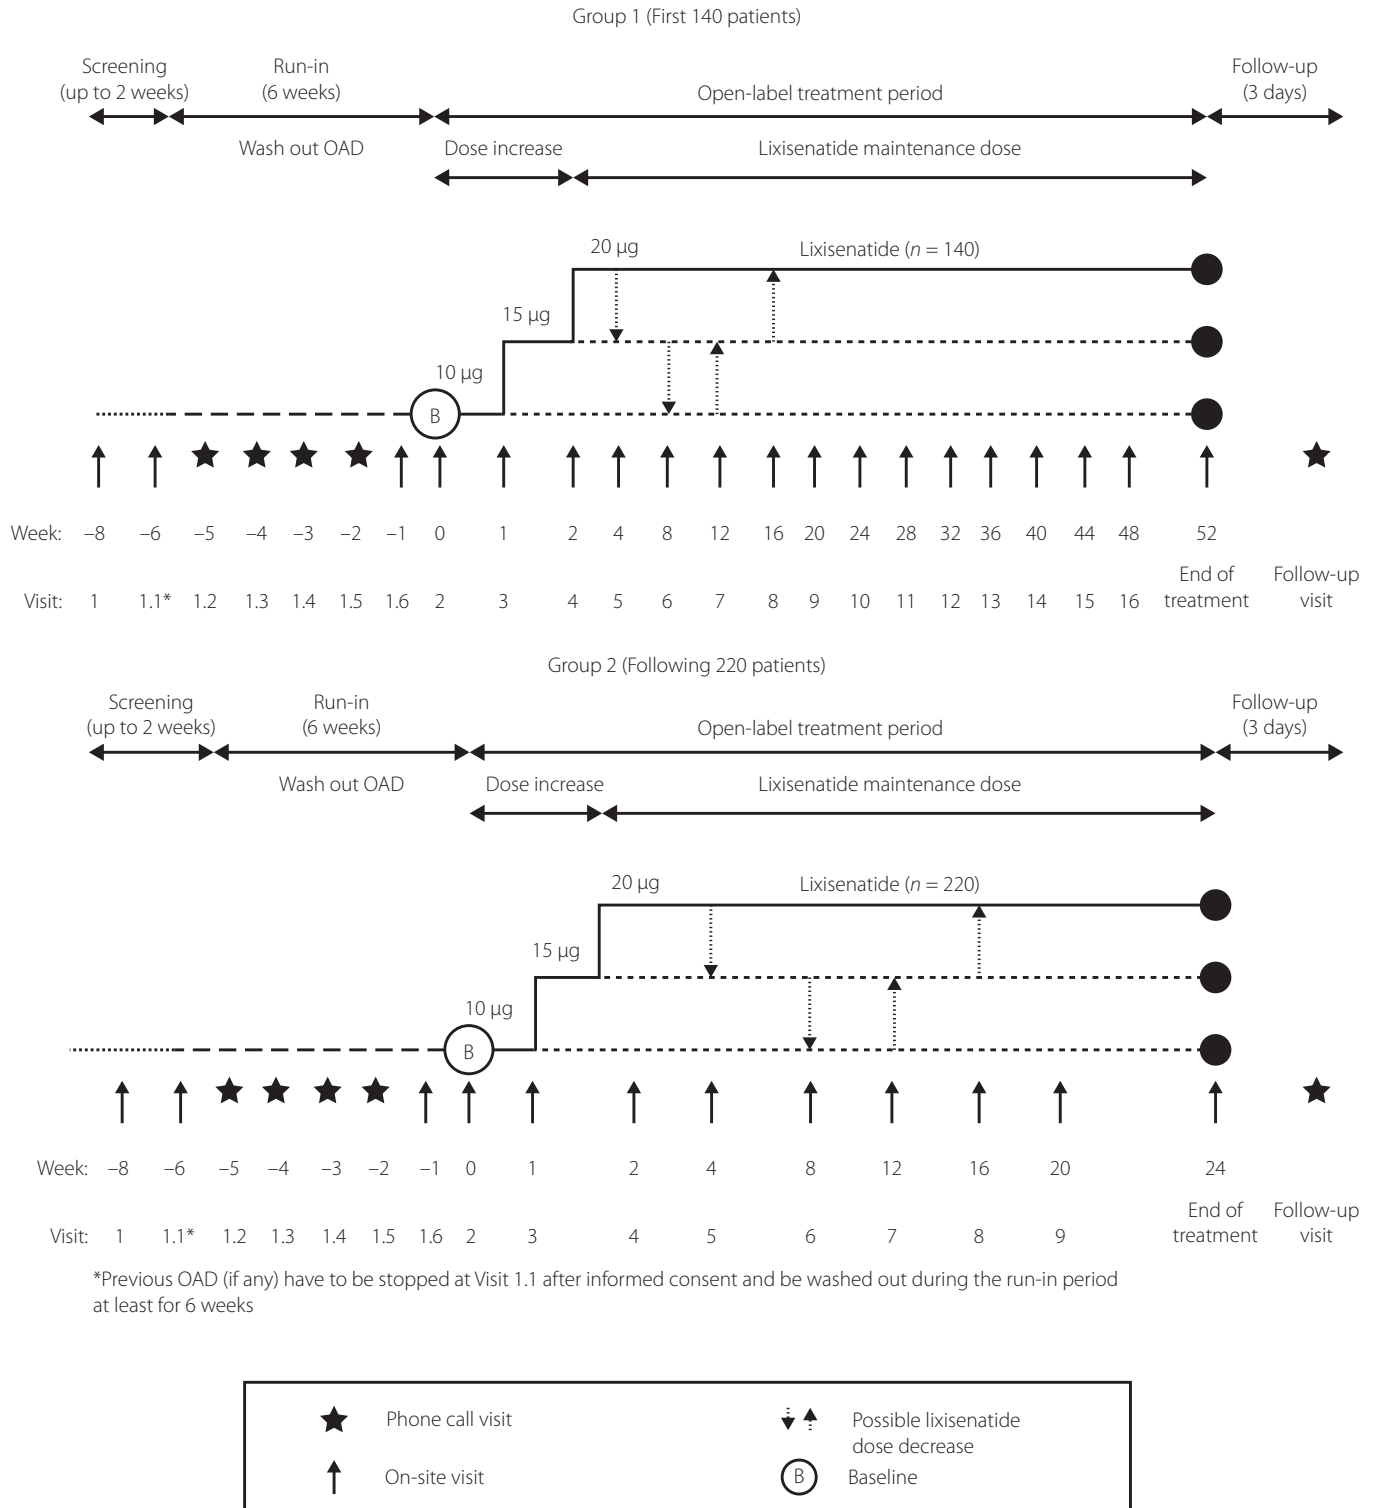 Group 1 (First 140 patients)
Screening
(up to 2 weeks)
Run-in
(6 weeks)
Open-label treatment period
Follow-up
(3 days)
Wash out OAD
Dose increase
Lixisenatide maintenance dose
20 µg
Lixisenatide (n = 140)
15 µg
10 µg
B
Week: –8 –6 –5 –4 –3 –2 –1 0 1 2 4 8 12 16 20 24 28 32 36 40 44 48 52
Visit: 1 1.1* 1.2 1.3 1.4 1.5 1.6 2 3 4 5 6 7 8 9 10 11 12 13 14 15 16
End of
treatment
Follow-up
visit
Group 2 (Following 220 patients)
Screening
(up to 2 weeks)
Run-in
(6 weeks)
Open-label treatment period
Follow-up
(3 days)
Wash out OAD
Dose increase
Lixisenatide maintenance dose
20 µg
Lixisenatide (n = 220)
15 µg
10 µg
B
Week: –8 –6 –5 –4 –3 –2 –1 0 1 2 4 8 12 16 20 24
Visit: 1 1.1* 1.2 1.3 1.4 1.5 1.6 2 3 4 5 6 7 8 9
End of
treatment
Follow-up
visit
*Previous OAD (if any) have to be stopped at Visit 1.1 after informed consent and be washed out during the run-in period
at least for 6 weeks
Phone call visit
Possible lixisenatide
dose decrease
On-site visit
B
Baseline